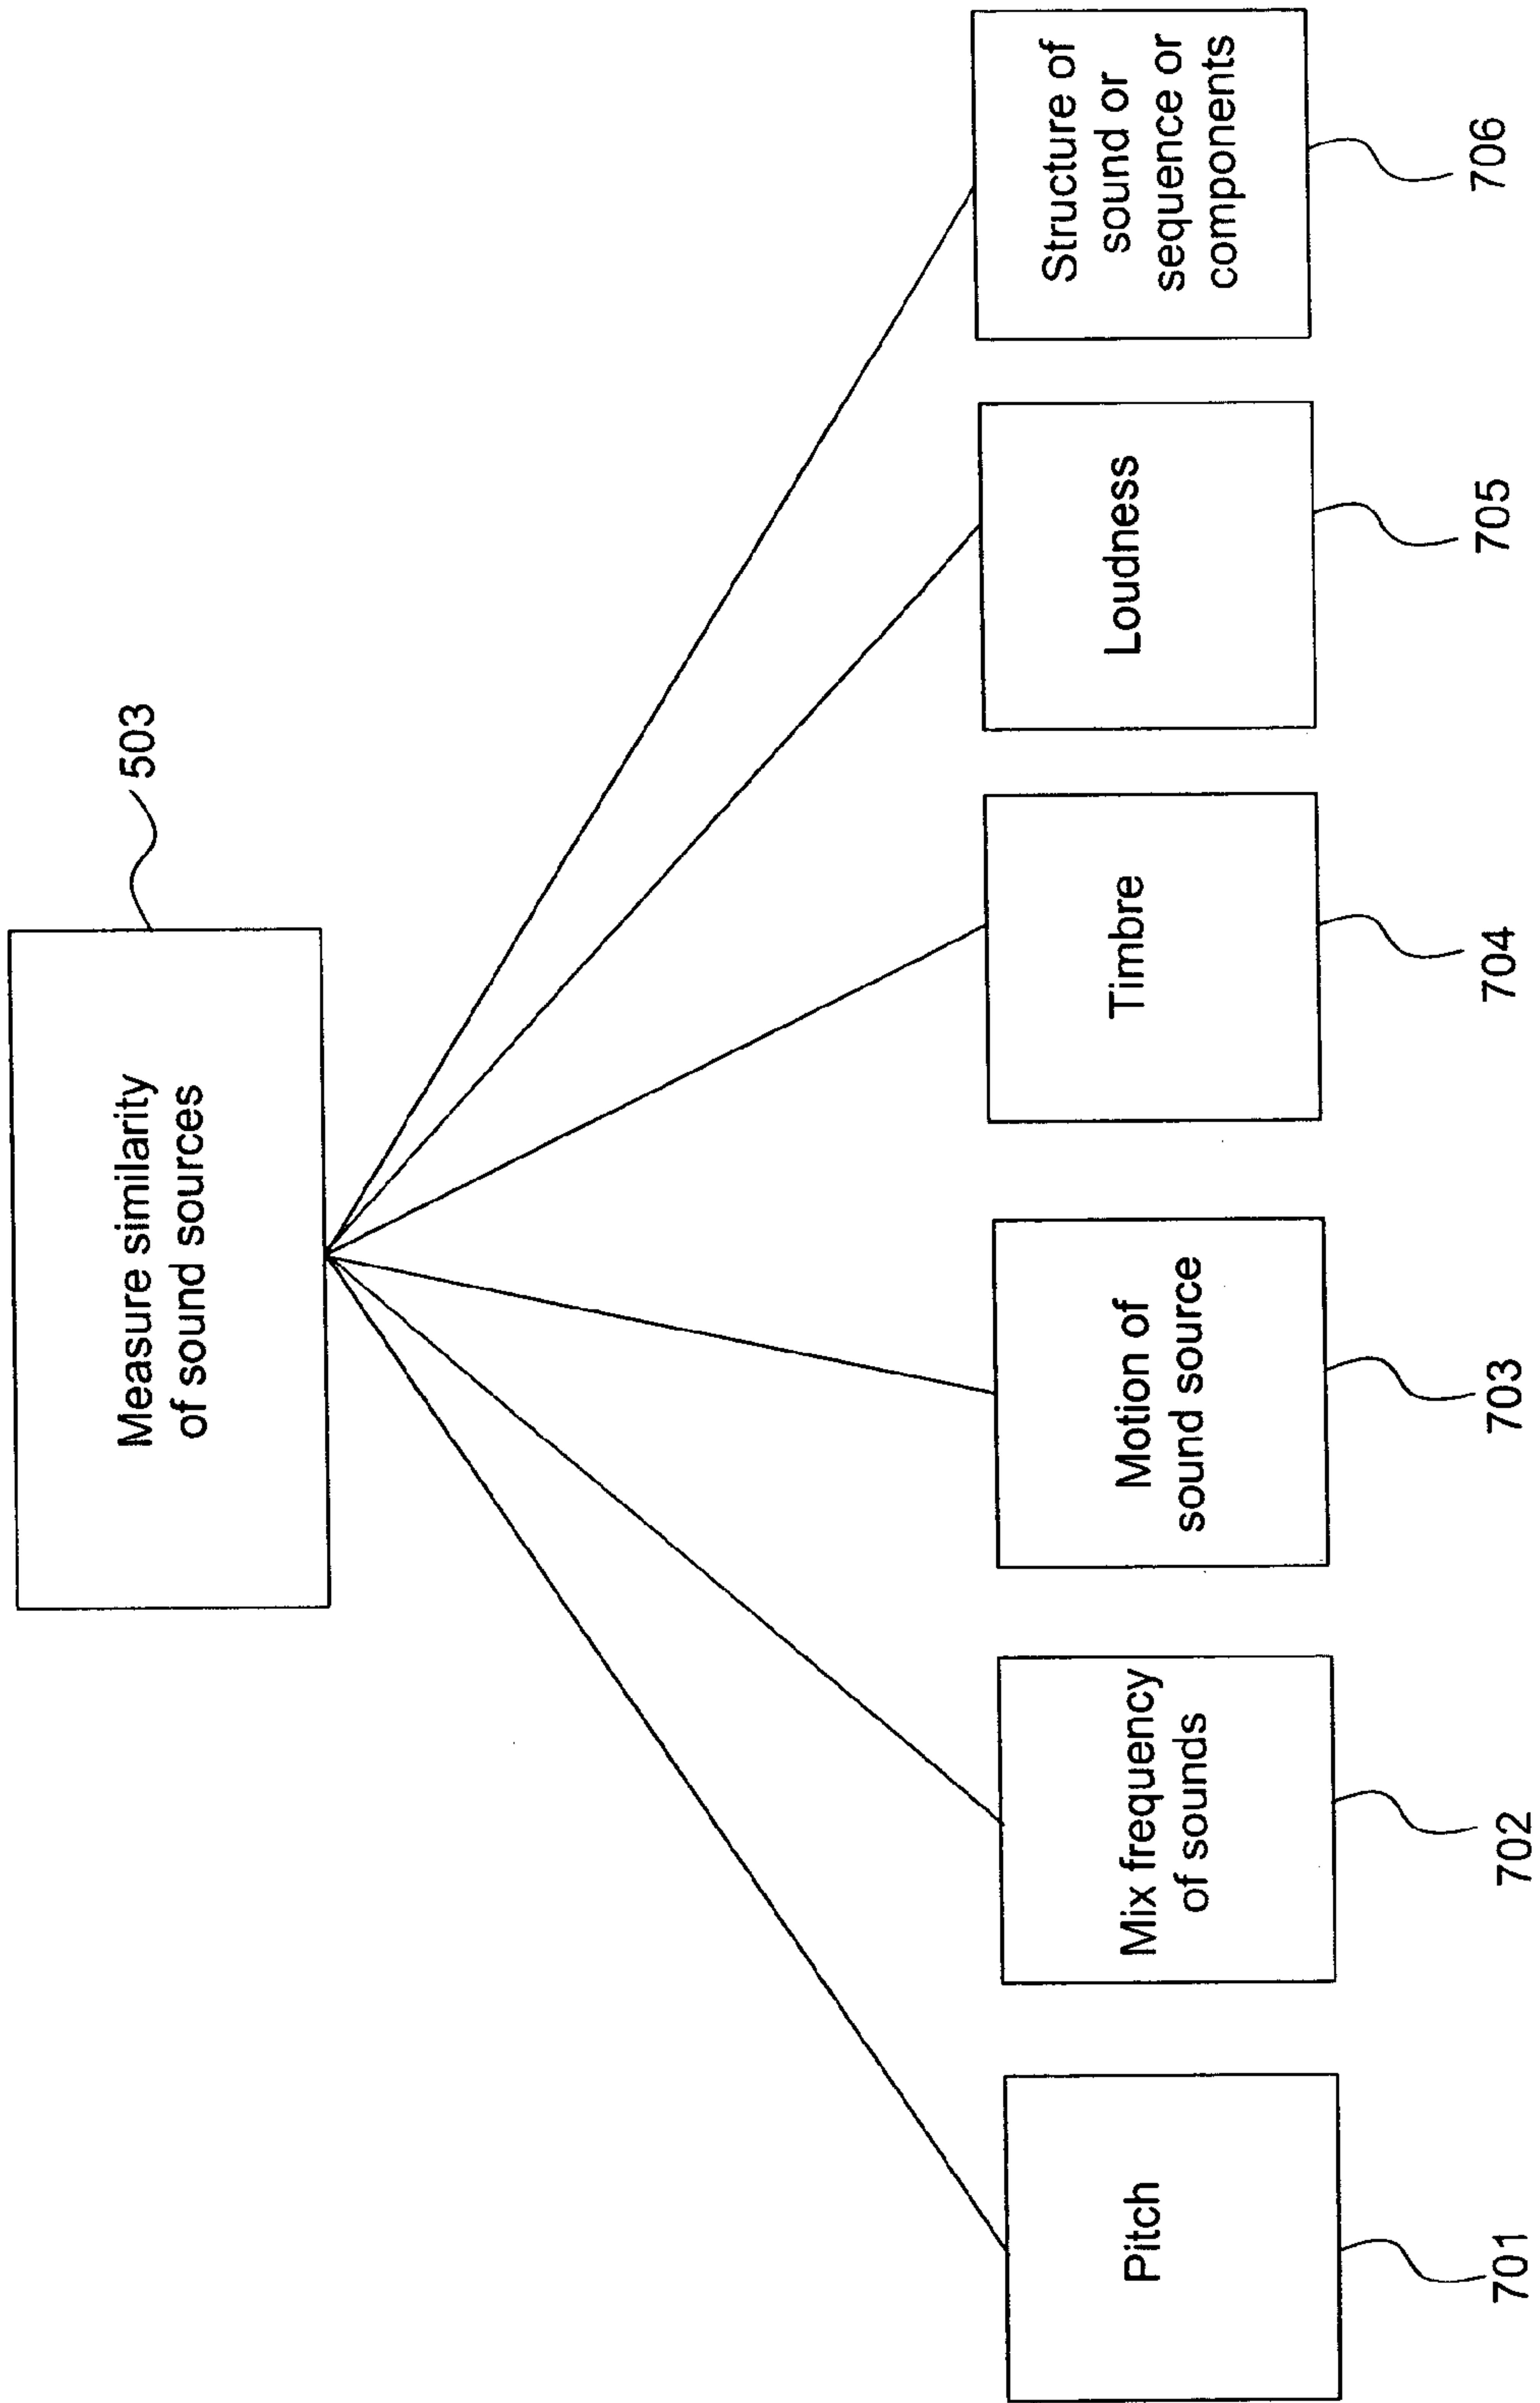 Measure similarity
of sound sources
503
Pitch
701
Mix frequency
of sounds
702
Motion of
sound source
703
Timbre
704
Loudness
705
Structure of
sound or
sequence or
components
706